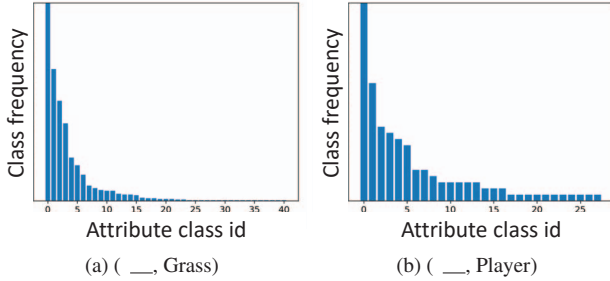 Class frequency
0 5 10 15 20 25 30 35 40
Attribute class id
(a) ( __, Grass)
Class frequency
0 5 10 15 20 25
Attribute class id
(b) ( __, Player)